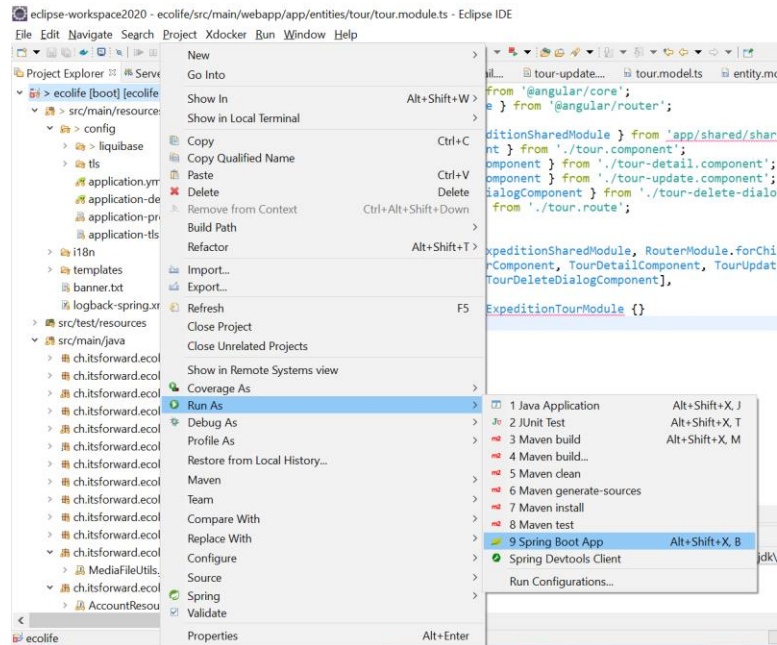 eclipse-workspace2020 - ecolife/src/main/webapp/app/entities/tour/tour.module.ts - Eclipse IDE
File Edit Navigate Search Project Xdocker Run Window Help
Project Explorer
tour-update.... tour.model.ts
> ecolife [boot] [ecolife
> src/main/resource
> config
> liquibase
tls
application.ym
application-de
application-pr
application-tls
i18n
templates
banner.txt
logback-spring.xr
src/test/resources
src/main/java
ch.itsforward.ecol
ch.itsforward.ecol
ch.itsforward.ecol
ch.itsforward.ecol
ch.itsforward.ecol
ch.itsforward.ecol
ch.itsforward.ecol
ch.itsforward.ecol
ch.itsforward.ecol
ch.itsforward.ecol
ch.itsforward.ecol
MediaFileUtils.
ch.itsforward.ecol
AccountResou
ecolife
New
Go Into
Show In Alt+Shift+W >
Show in Local Terminal
Copy Ctrl+C
Copy Qualified Name
Paste Ctrl+V
Delete Delete
Remove from Context Ctrl+Alt+Shift+Down
Build Path
Refactor Alt+Shift+T >
Import...
Export...
Refresh F5
Close Project
Close Unrelated Projects
Show in Remote Systems view
Coverage As
Run As
Debug As
Profile As
Restore from Local History...
Maven
Team
Compare With
Replace With
Configure
Source
Spring
Validate
Properties Alt+Enter
from '@angular/core';
e } from '@angular/router';
ditionSharedModule } from 'app/shared/shar
nt } from './tour.component';
omponent } from './tour-detail.component';
omponent } from './tour-update.component';
ialogComponent } from './tour-delete-dialo
from './tour.route';
xpeditionSharedModule, RouterModule.forChi
rComponent, TourDetailComponent, TourUpdat
TourDeleteDialogComponent],
ExpeditionTourModule {}
1 Java Application Alt+Shift+X, J
2 JUnit Test Alt+Shift+X, T
3 Maven build Alt+Shift+X, M
4 Maven build...
5 Maven clean
6 Maven generate-sources
7 Maven install
8 Maven test
9 Spring Boot App Alt+Shift+X, B
Spring Devtools Client
Run Configurations...
jdk\